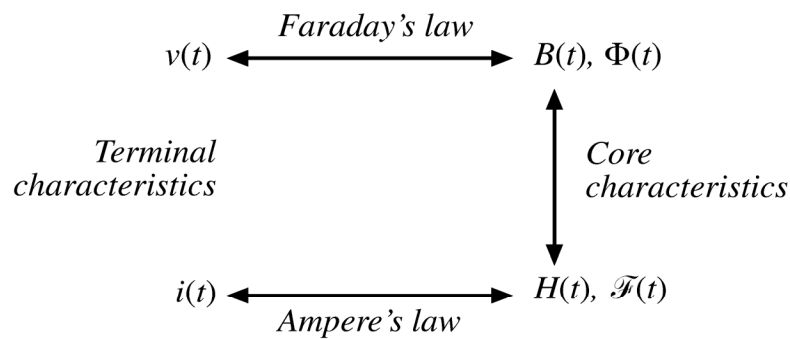 Faraday's law
v(t)
B(t), Φ(t)
Terminal
characteristics
Core
characteristics
i(t)
H(t), ℱ(t)
Ampere's law